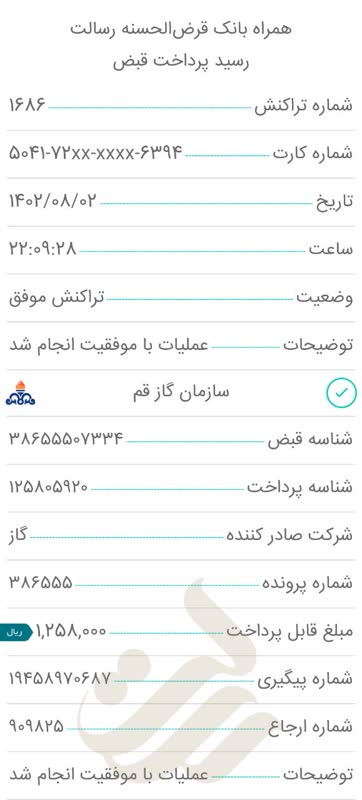 همراه بانک قرض‌الحسنه رسالت
رسید پرداخت قبض
شماره تراکنش ۱۶۸۶
شماره کارت ۵۰۴۱-۷۲xx-xxxx-۶۳۹۴
تاریخ ۱۴۰۲/۰۸/۰۲
ساعت ۲۲:۰۹:۲۸
وضعیت تراکنش موفق
توضیحات عملیات با موفقیت انجام شد
سازمان گاز قم
شناسه قبض ۳۸۶۵۵۵۰۷۳۳۴
شناسه پرداخت ۱۲۵۸۰۵۹۲۰
شرکت صادر کننده گاز
شماره پرونده ۳۸۶۵۵۵
مبلغ قابل پرداخت ۱,۲۵۸,۰۰۰ ریال
شماره پیگیری ۱۹۴۵۸۹۷۰۶۸۷
شماره ارجاع ۹۰۹۸۲۵
توضیحات عملیات با موفقیت انجام شد